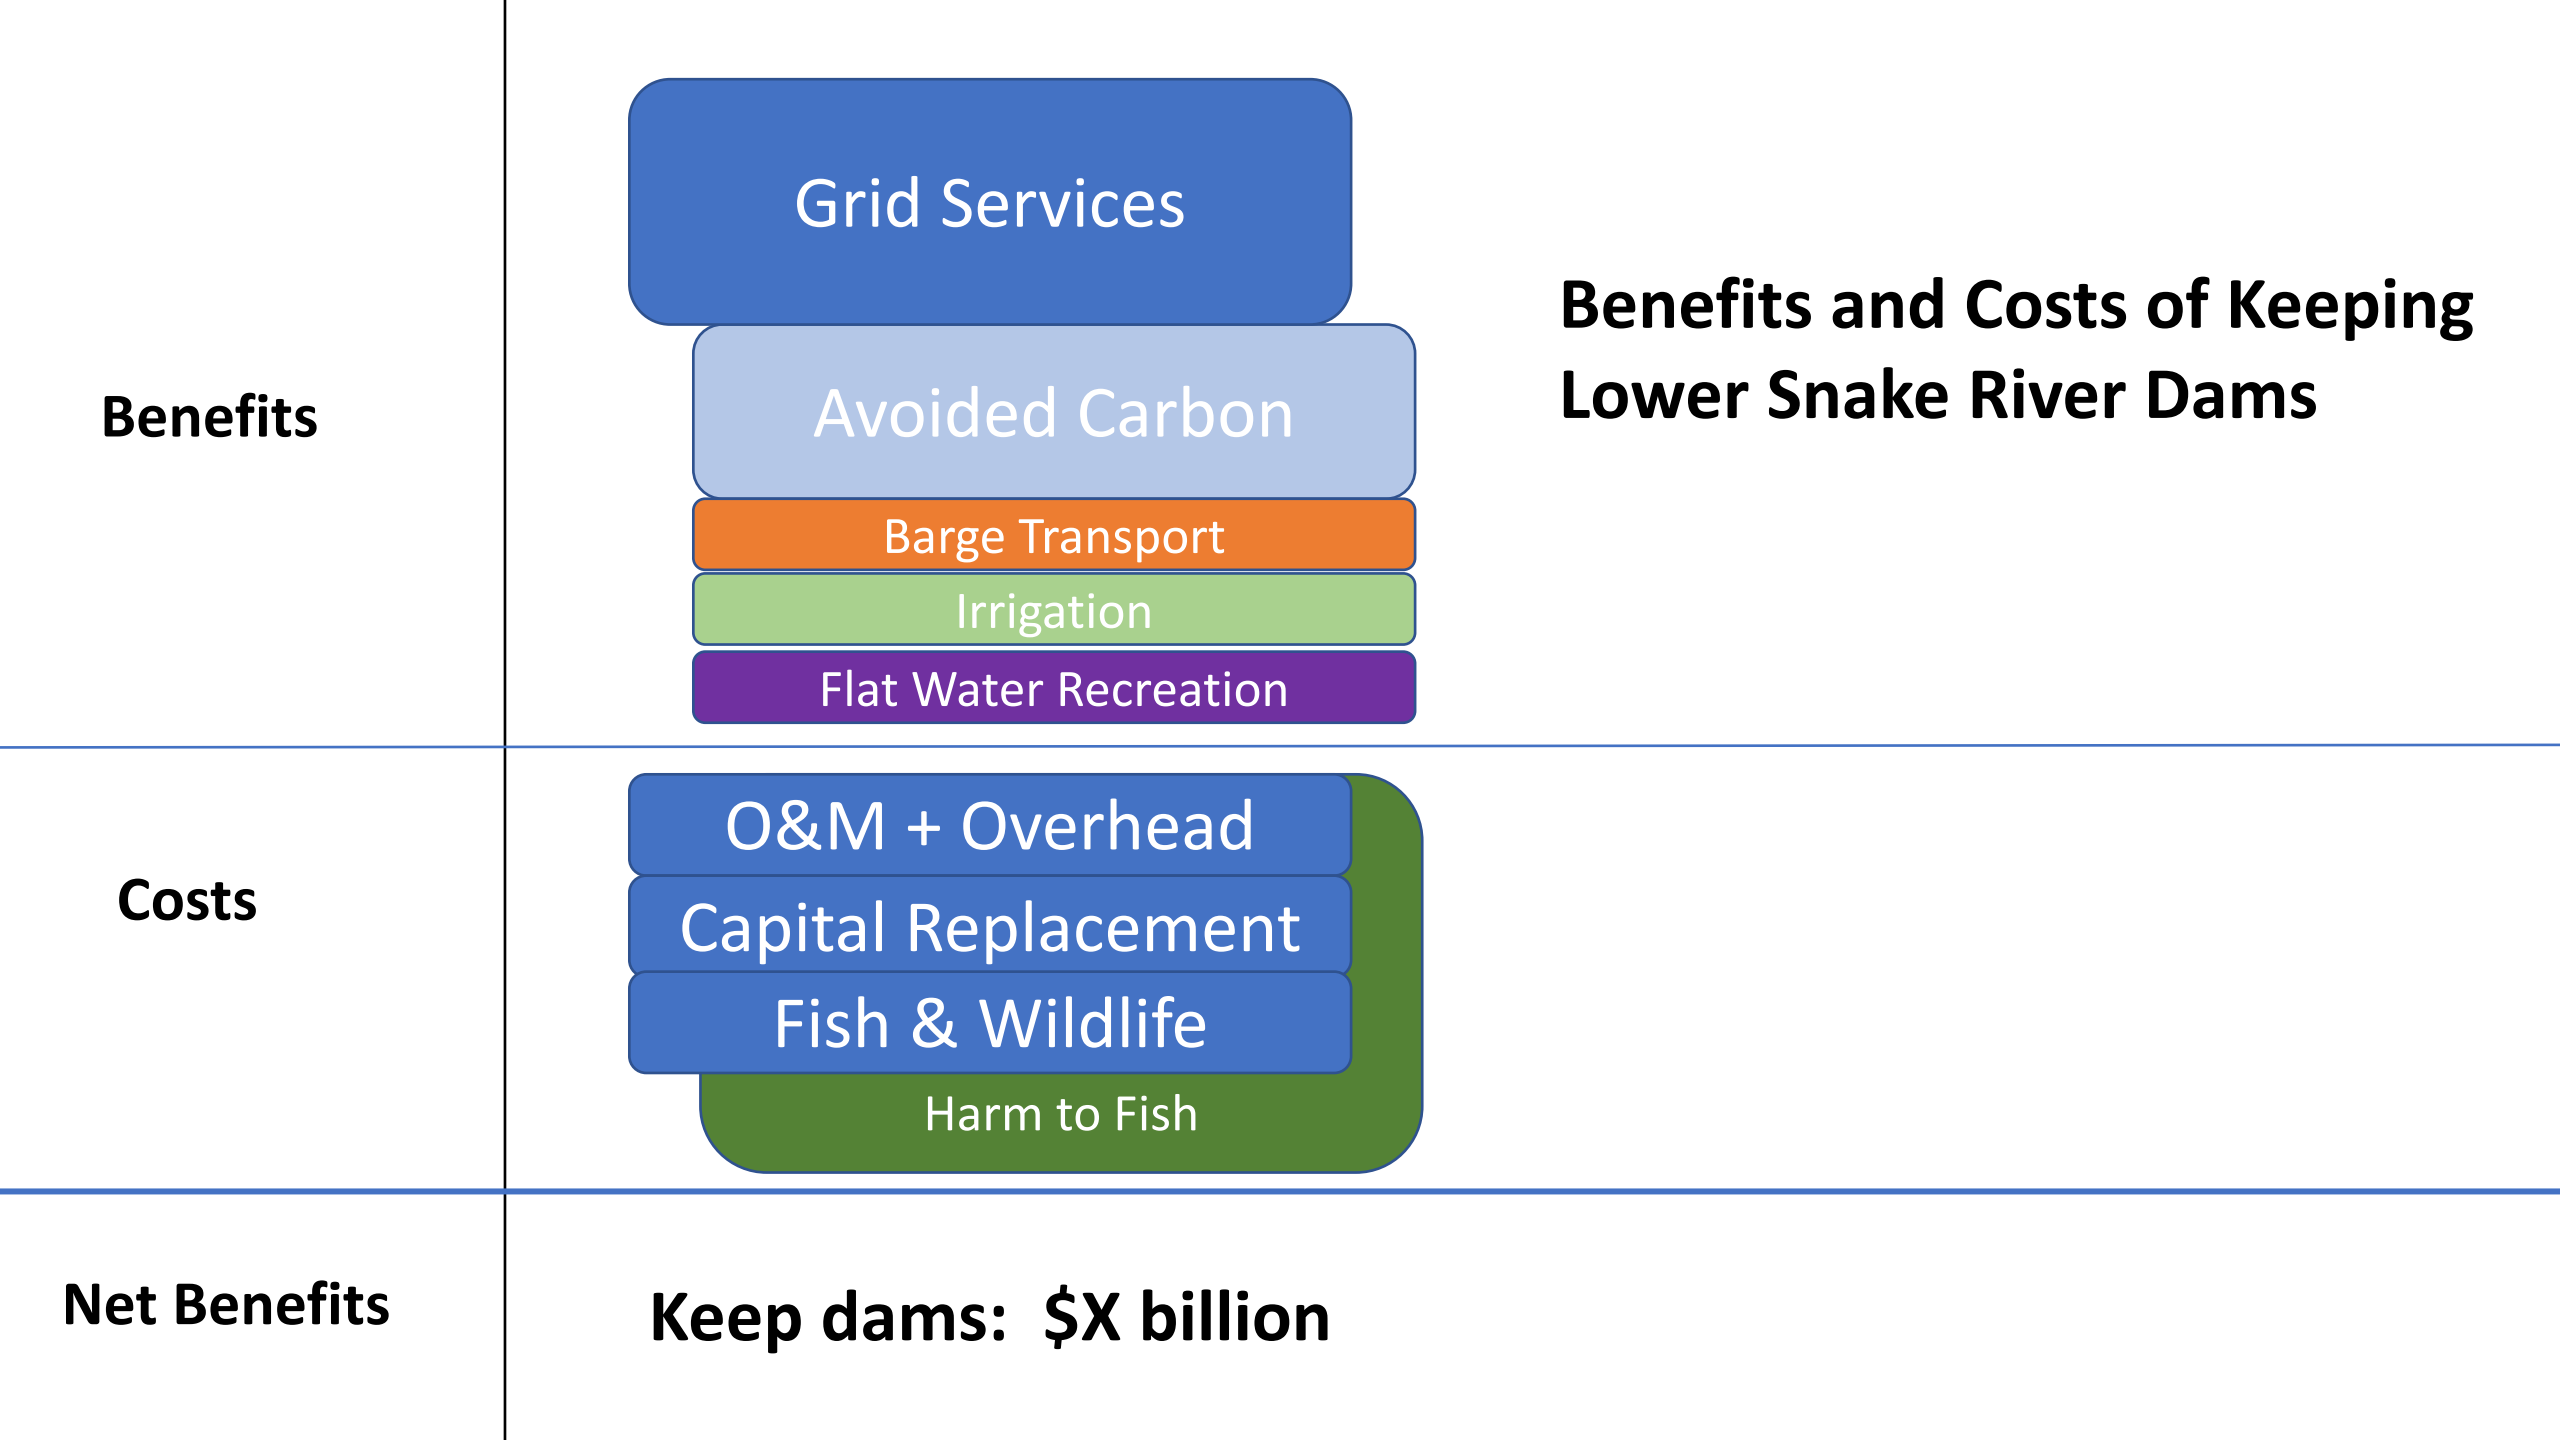 Benefits
Grid Services
Avoided Carbon
Barge Transport
Irrigation
Flat Water Recreation
Benefits and Costs of Keeping
Lower Snake River Dams
Costs
O&M + Overhead
Capital Replacement
Fish & Wildlife
Harm to Fish
Net Benefits
Keep dams:  $X billion